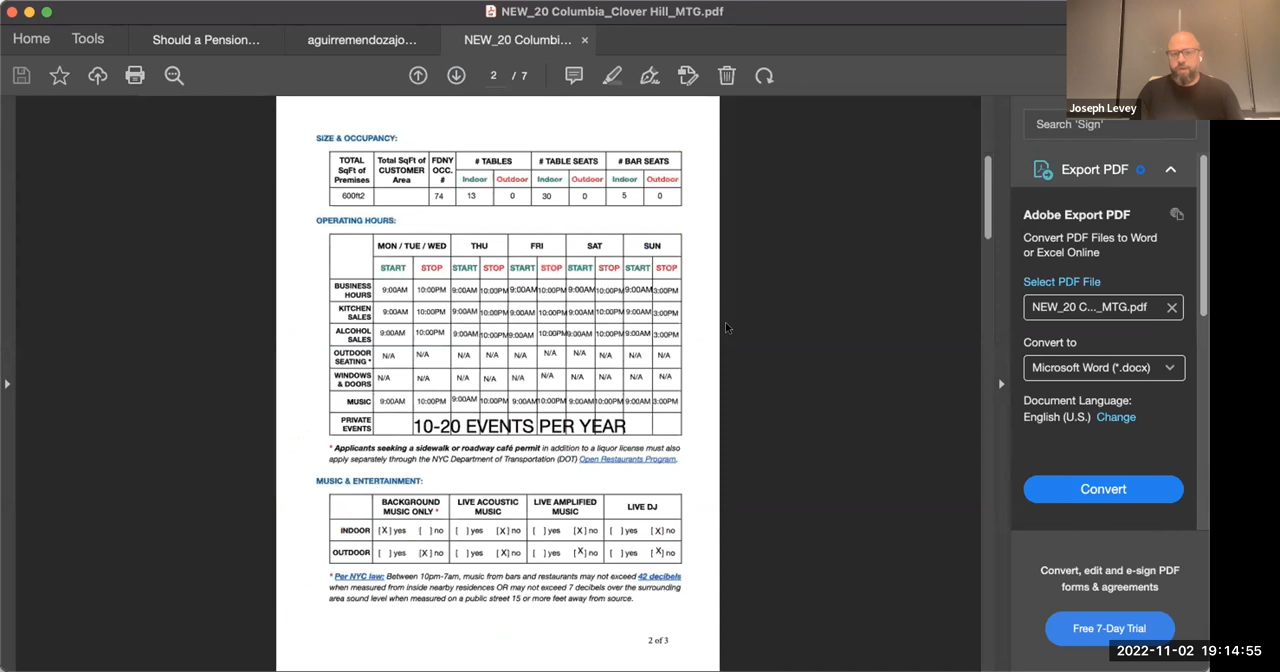 NEW_20 Columbia_Clover Hill_MTG.pdf
Home Tools Should a Pension... aguirremendozajo... NEW_20 Columbi... ×
2 / 7
Joseph Levey
SIZE & OCCUPANCY:
TOTAL SqFt of Premises Total SqFt of CUSTOMER Area FDNY OCC. # # TABLES # TABLE SEATS # BAR SEATS
Indoor Outdoor Indoor Outdoor Indoor Outdoor
600ft2 74 13 0 30 0 5 0
OPERATING HOURS:
MON / TUE / WED THU FRI SAT SUN
START STOP START STOP START STOP START STOP START STOP
BUSINESS HOURS 9:00AM 10:00PM 9:00AM 10:00PM 9:00AM 10:00PM 9:00AM 10:00PM 9:00AM 3:00PM
KITCHEN SALES 9:00AM 10:00PM 9:00AM 10:00PM 9:00AM 10:00PM 9:00AM 10:00PM 9:00AM 3:00PM
ALCOHOL SALES 9:00AM 10:00PM 9:00AM 10:00PM 9:00AM 10:00PM 9:00AM 10:00PM 9:00AM 3:00PM
OUTDOOR SEATING * N/A N/A N/A N/A N/A N/A N/A N/A N/A N/A
WINDOWS & DOORS N/A N/A N/A N/A N/A N/A N/A N/A N/A N/A
MUSIC 9:00AM 10:00PM 9:00AM 10:00PM 9:00AM 10:00PM 9:00AM 10:00PM 9:00AM 3:00PM
PRIVATE EVENTS 10-20 EVENTS PER YEAR
* Applicants seeking a sidewalk or roadway café permit in addition to a liquor license must also
apply separately through the NYC Department of Transportation (DOT) Open Restaurants Program.
MUSIC & ENTERTAINMENT:
BACKGROUND MUSIC ONLY * LIVE ACOUSTIC MUSIC LIVE AMPLIFIED MUSIC LIVE DJ
INDOOR [X] yes [ ] no [ ] yes [X] no [ ] yes [X] no [ ] yes [X] no
OUTDOOR [ ] yes [X] no [ ] yes [X] no [ ] yes [X] no [ ] yes [X] no
* Per NYC law: Between 10pm-7am, music from bars and restaurants may not exceed 42 decibels
when measured from inside nearby residences OR may not exceed 7 decibels over the surrounding
area sound level when measured on a public street 15 or more feet away from source.
2 of 3
Search 'Sign'
Export PDF
Adobe Export PDF
Convert PDF Files to Word
or Excel Online
Select PDF File
NEW_20 C..._MTG.pdf
Convert to
Microsoft Word (*.docx)
Document Language:
English (U.S.) Change
Convert
Convert, edit and e-sign PDF
forms & agreements
Free 7-Day Trial
2022-11-02 19:14:55